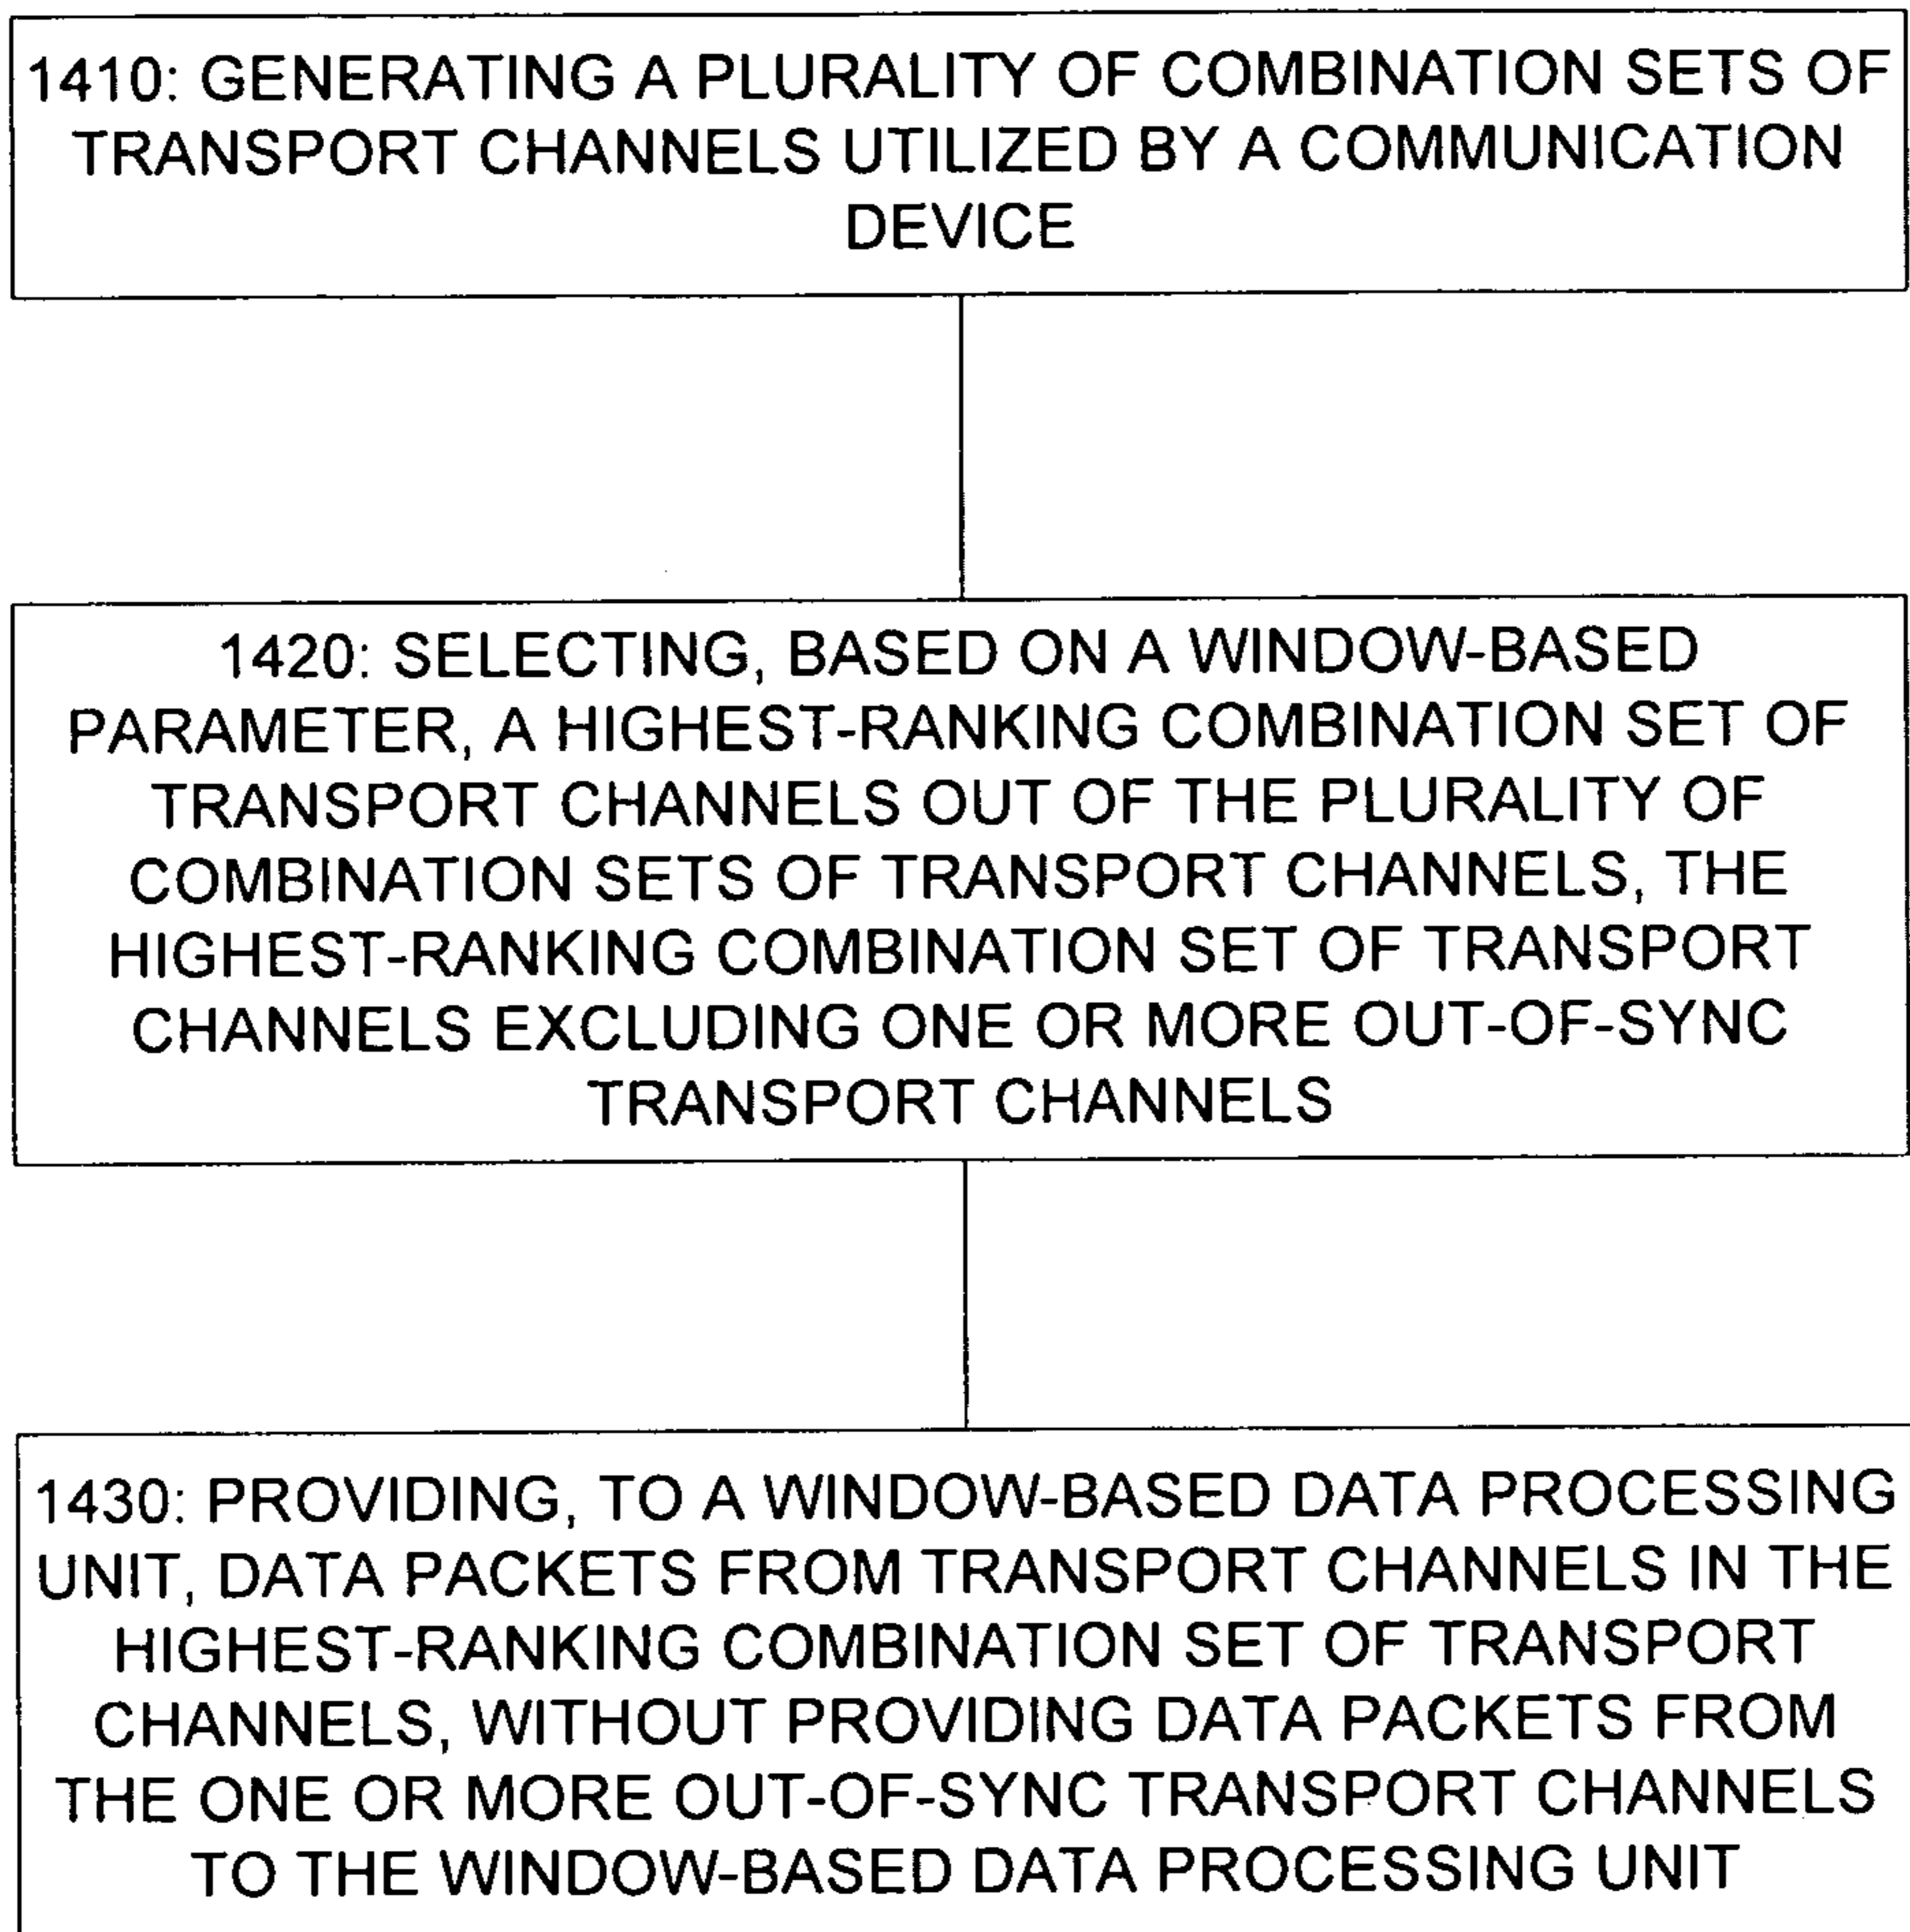 1410: GENERATING A PLURALITY OF COMBINATION SETS OF
TRANSPORT CHANNELS UTILIZED BY A COMMUNICATION
DEVICE
1420: SELECTING, BASED ON A WINDOW-BASED
PARAMETER, A HIGHEST-RANKING COMBINATION SET OF
TRANSPORT CHANNELS OUT OF THE PLURALITY OF
COMBINATION SETS OF TRANSPORT CHANNELS, THE
HIGHEST-RANKING COMBINATION SET OF TRANSPORT
CHANNELS EXCLUDING ONE OR MORE OUT-OF-SYNC
TRANSPORT CHANNELS
1430: PROVIDING, TO A WINDOW-BASED DATA PROCESSING
UNIT, DATA PACKETS FROM TRANSPORT CHANNELS IN THE
HIGHEST-RANKING COMBINATION SET OF TRANSPORT
CHANNELS, WITHOUT PROVIDING DATA PACKETS FROM
THE ONE OR MORE OUT-OF-SYNC TRANSPORT CHANNELS
TO THE WINDOW-BASED DATA PROCESSING UNIT